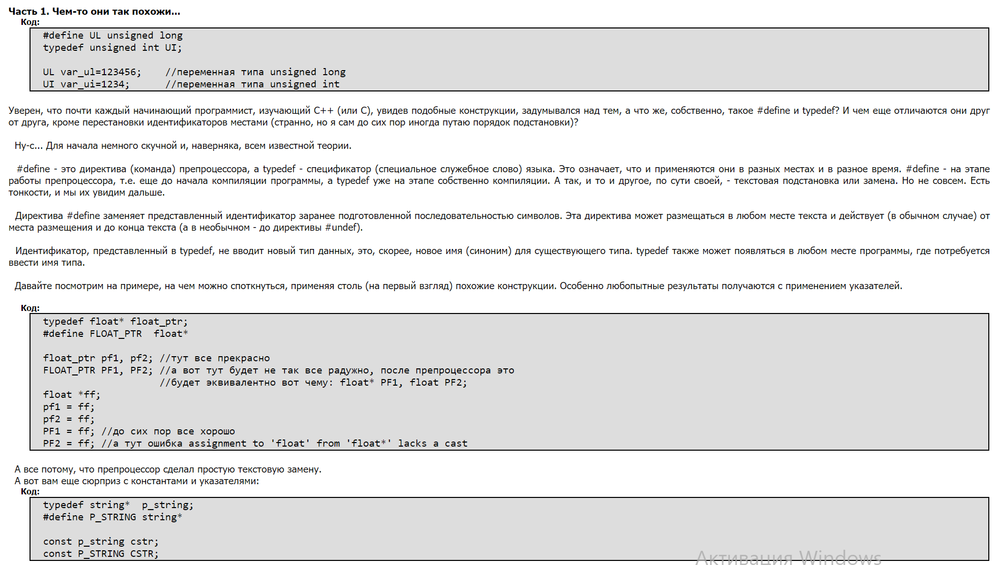 Часть 1. Чем-то они так похожи...
Код:
#define UL unsigned long
typedef unsigned int UI;
UL var_ul=123456;    //переменная типа unsigned long
UI var_ui=1234;      //переменная типа unsigned int
Уверен, что почти каждый начинающий программист, изучающий C++ (или C), увидев подобные конструкции, задумывался над тем, а что же, собственно, такое #define и typedef? И чем еще отличаются они друг
от друга, кроме перестановки идентификаторов местами (странно, но я сам до сих пор иногда путаю порядок подстановки)?
Ну-с... Для начала немного скучной и, наверняка, всем известной теории.
#define - это директива (команда) препроцессора, а typedef - спецификатор (специальное служебное слово) языка. Это означает, что и применяются они в разных местах и в разное время. #define - на этапе
работы препроцессора, т.е. еще до начала компиляции программы, а typedef уже на этапе собственно компиляции. А так, и то и другое, по сути своей, - текстовая подстановка или замена. Но не совсем. Есть
тонкости, и мы их увидим дальше.
Директива #define заменяет представленный идентификатор заранее подготовленной последовательностью символов. Эта директива может размещаться в любом месте текста и действует (в обычном случае) от
места размещения и до конца текста (а в необычном - до директивы #undef).
Идентификатор, представленный в typedef, не вводит новый тип данных, это, скорее, новое имя (синоним) для существующего типа. typedef также может появляться в любом месте программы, где потребуется
ввести имя типа.
Давайте посмотрим на примере, на чем можно споткнуться, применяя столь (на первый взгляд) похожие конструкции. Особенно любопытные результаты получаются с применением указателей.
Код:
typedef float* float_ptr;
#define FLOAT_PTR  float*
float_ptr pf1, pf2; //тут все прекрасно
FLOAT_PTR PF1, PF2; //а вот тут будет не так все радужно, после препроцессора это
//будет эквивалентно вот чему: float* PF1, float PF2;
float *ff;
pf1 = ff;
pf2 = ff;
PF1 = ff; //до сих пор все хорошо
PF2 = ff; //а тут ошибка assignment to 'float' from 'float*' lacks a cast
А все потому, что препроцессор сделал простую текстовую замену.
А вот вам еще сюрприз с константами и указателями:
Код:
typedef string*  p_string;
#define P_STRING string*
const p_string cstr;
const P_STRING CSTR;
Активация Windows